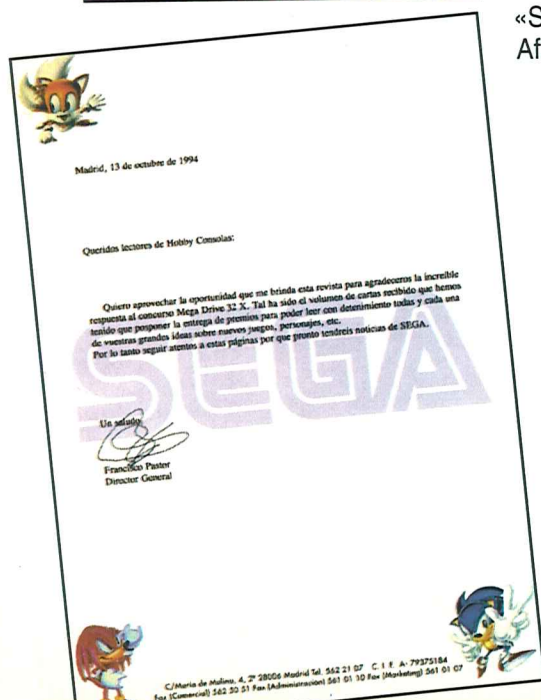 «S
Af
Madrid, 13 de octubre de 1994
Queridos lectores de Hobby Consolas:
Quiero aprovechar la oportunidad que me brinda esta revista para agradeceros la increíble
respuesta al concurso Mega Drive 32 X. Tal ha sido el volumen de cartas recibido que hemos
tenido que posponer la entrega de premios para poder leer con detenimiento todas y cada una
de vuestras grandes ideas sobre nuevos juegos, personajes, etc.
Por lo tanto seguir atentos a estas páginas por que pronto tendreis noticias de SEGA.
SEGA
Un saludo,
Francisco Pastor
Director General
C/María de Molina, 4, 2º 28006 Madrid Tel. 562 21 07 C. I. F. A- 79375184
Fax (Comercial) 562 50 51 Fax (Administración) 561 01 10 Fax (Marketing) 561 01 07